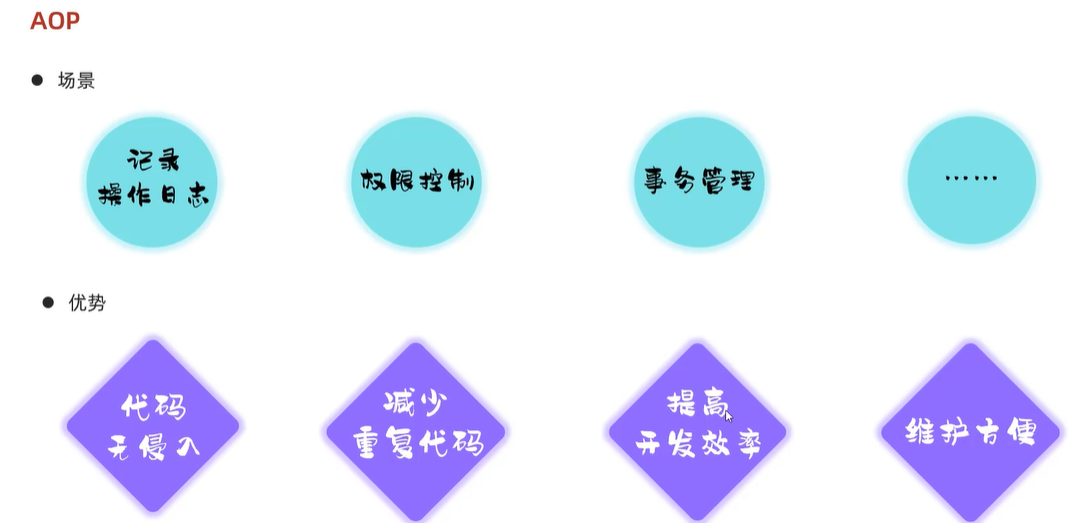 AOP
场景
记录
操作日志
权限控制
事务管理
……
优势
代码
无侵入
减少
重复代码
提高
开发效率
维护方便